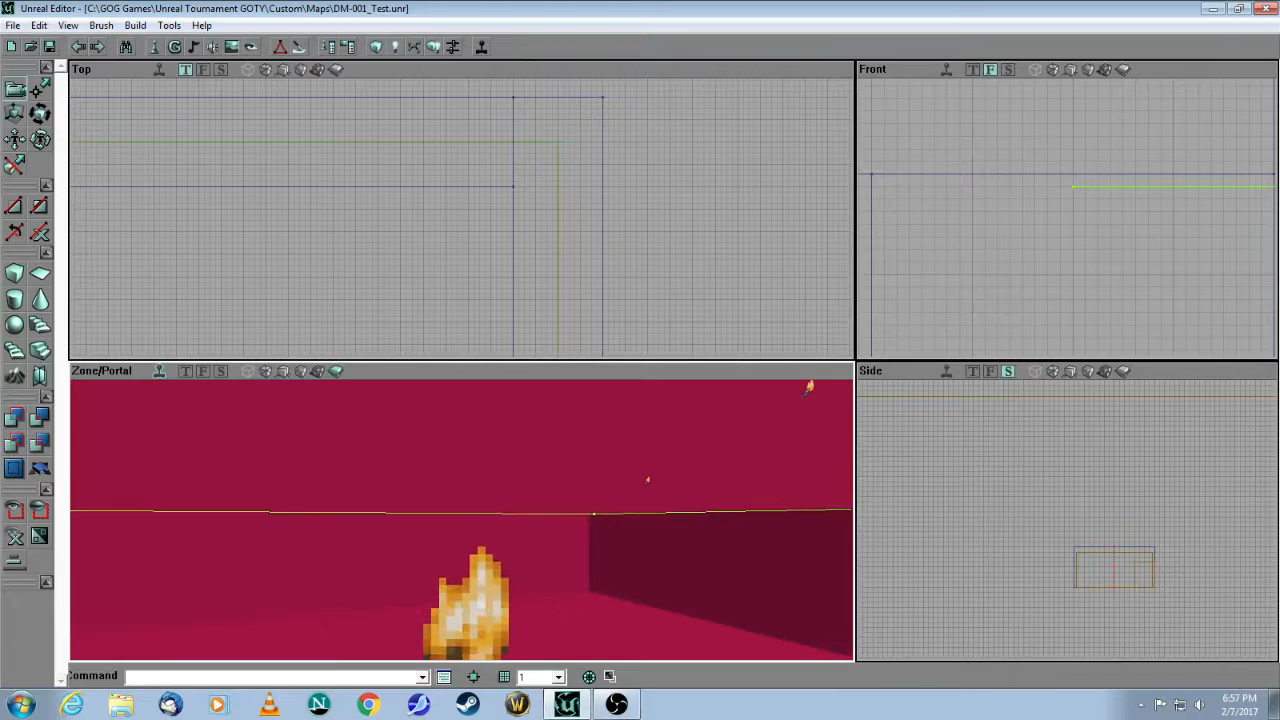 Unreal Editor - [C:\GOG Games\Unreal Tournament GOTY\Custom\Maps\DM-001_Test.unr]
File Edit View Brush Build Tools Help
Top T F S
Front T F S
Zone/Portal T F S
Side T F S
Command 1
6:57 PM
2/7/2017